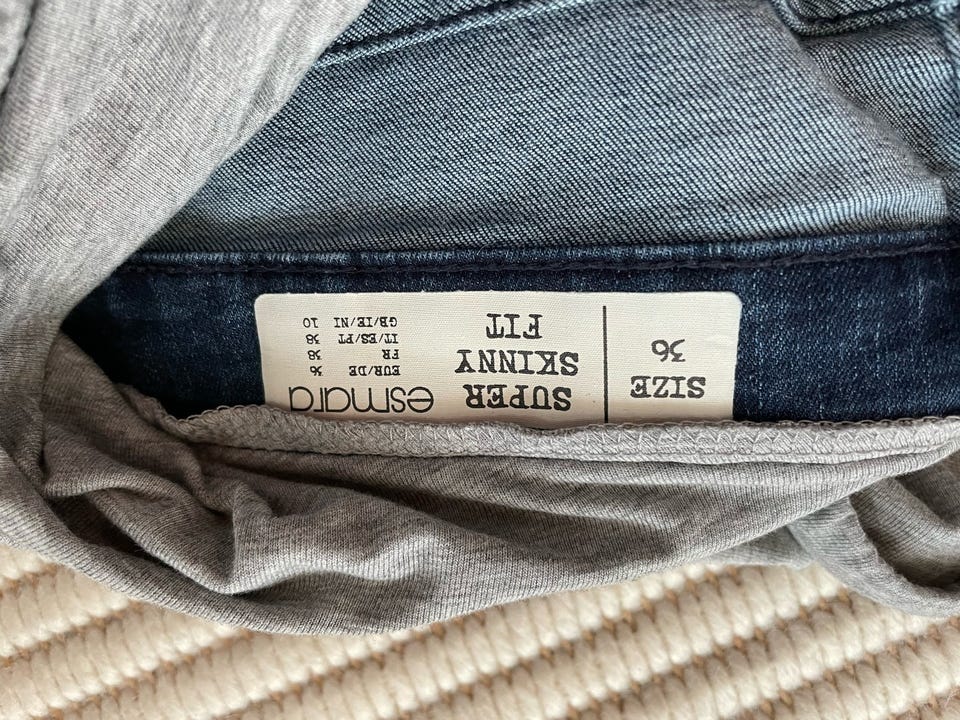 SIZE
36
SUPER
SKINNY
FIT
esmara
EUR/DE 36
FR 38
IT/ES/PT 38
GB/IE/NI 10